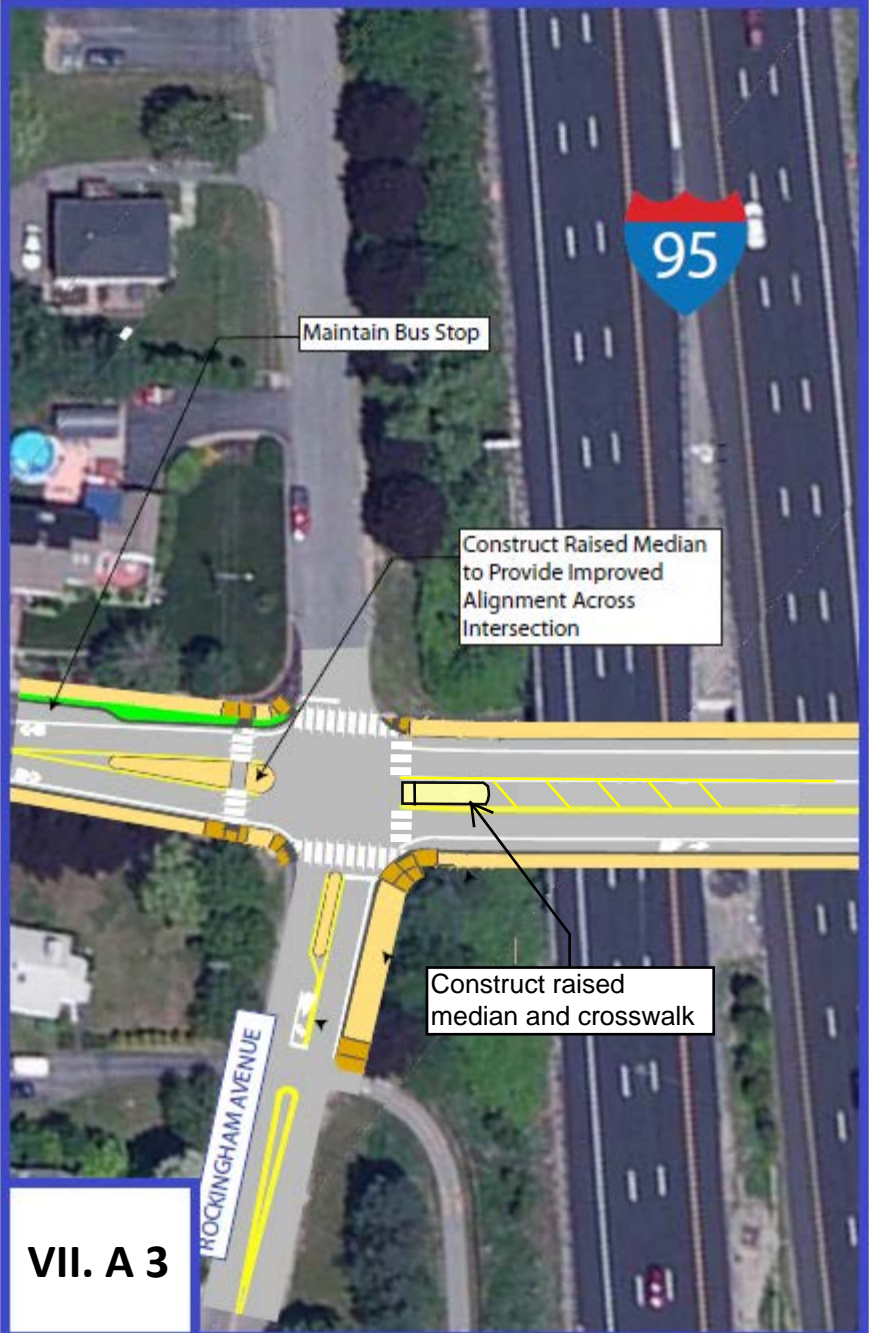 95
Maintain Bus Stop
Construct Raised Median
to Provide Improved
Alignment Across
Intersection
Construct raised
median and crosswalk
ROCKINGHAM AVENUE
VII. A 3